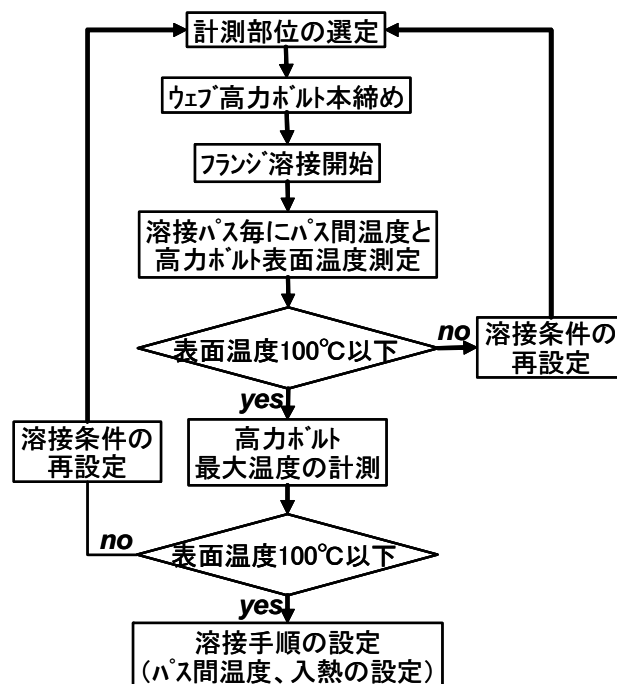 計測部位の選定
ウェブ高力ボルト本締め
フランジ溶接開始
溶接パス毎にパス間温度と
高力ボルト表面温度測定
表面温度100℃以下
no
溶接条件の
再設定
yes
高力ボルト
最大温度の計測
溶接条件の
再設定
no
表面温度100℃以下
yes
溶接手順の設定
(パス間温度、入熱の設定)